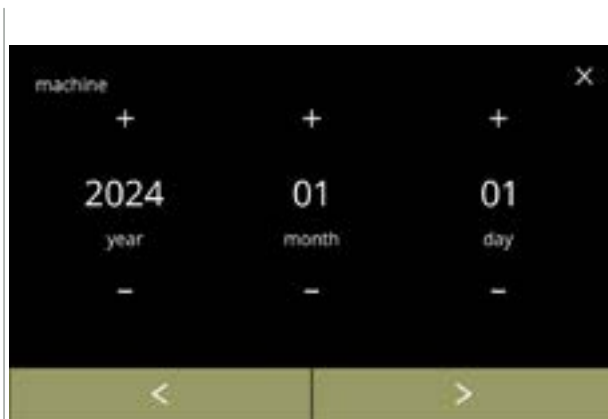 machine
×
+ + +
2024 01 01
year month day
- - -
< >